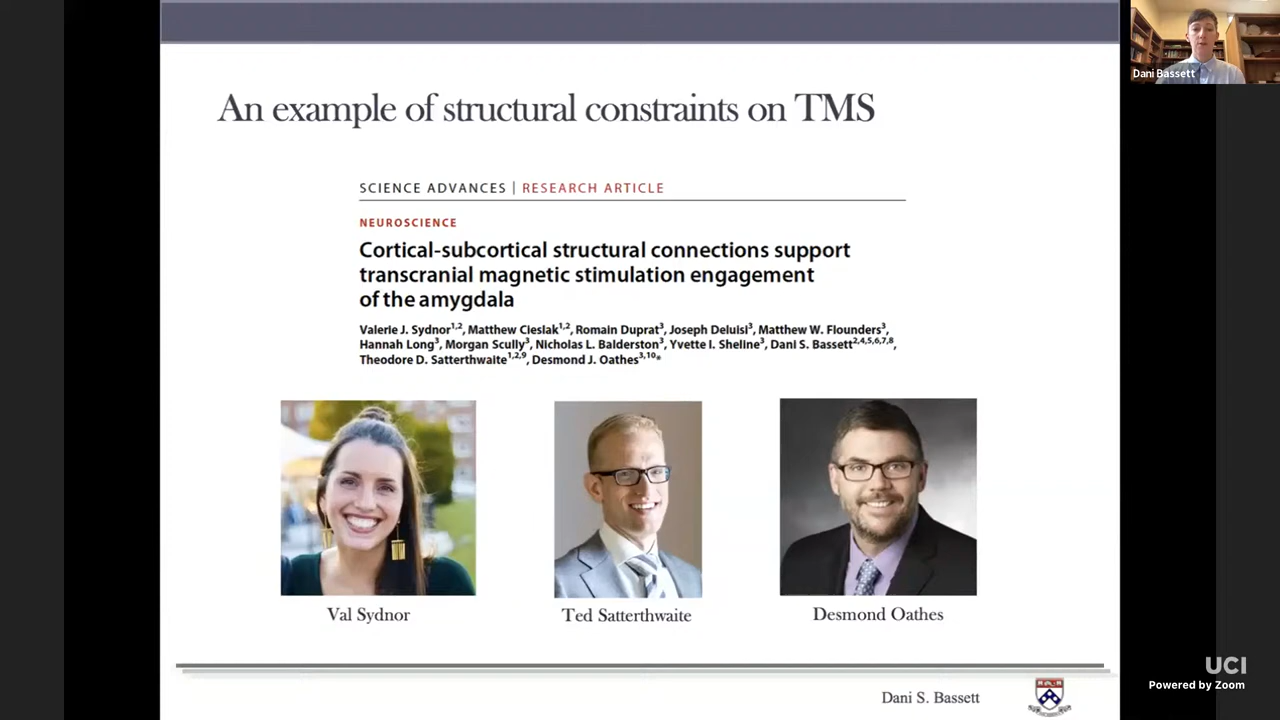 An example of structural constraints on TMS
SCIENCE ADVANCES | RESEARCH ARTICLE
NEUROSCIENCE
Cortical-subcortical structural connections support
transcranial magnetic stimulation engagement
of the amygdala
Valerie J. Sydnor1,2, Matthew Cieslak1,2, Romain Duprat3, Joseph Deluisi3, Matthew W. Flounders3,
Hannah Long3, Morgan Scully3, Nicholas L. Balderston3, Yvette I. Sheline3, Dani S. Bassett2,4,5,6,7,8,
Theodore D. Satterthwaite1,2,9, Desmond J. Oathes3,10*
Val Sydnor
Ted Satterthwaite
Desmond Oathes
Dani S. Bassett
Dani Bassett
UCI
Powered by Zoom